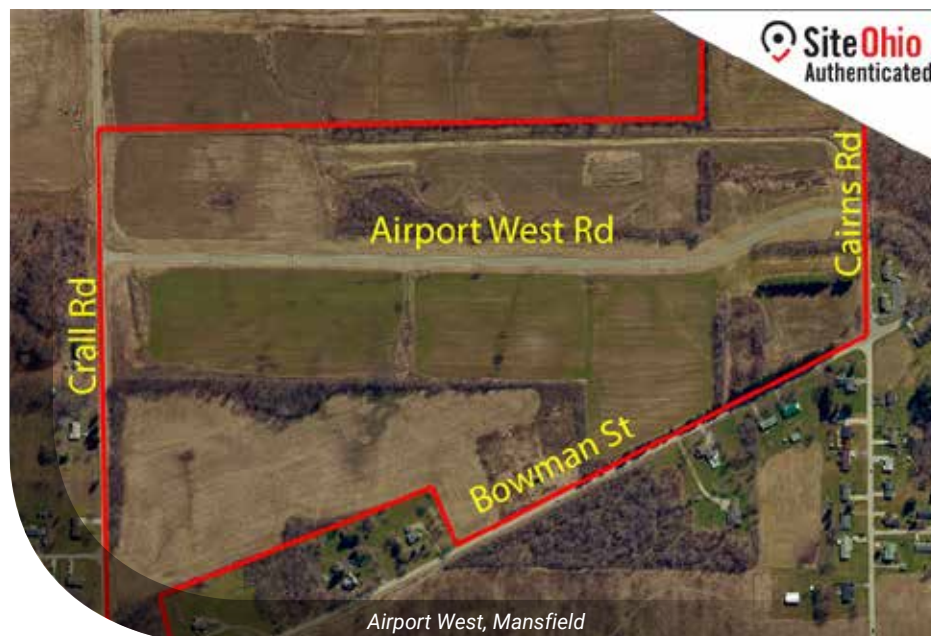 SiteOhio
Authenticated
Airport West Rd
Cairns Rd
Crall Rd
Bowman St
Airport West, Mansfield